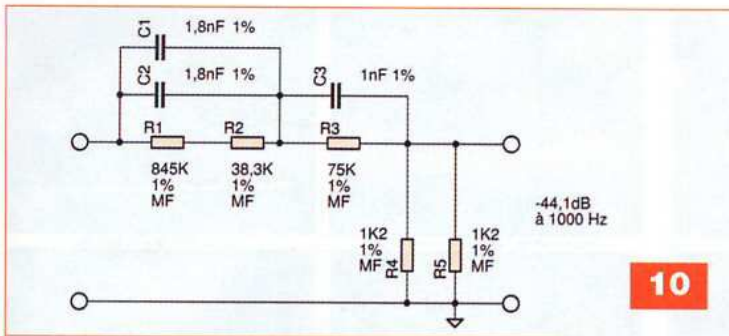 C1
1,8nF 1%
C2
1,8nF 1%
C3
1nF 1%
R1
R2
R3
845K
1%
MF
38,3K
1%
MF
75K
1%
MF
-44,1dB
à 1000 Hz
1K2
1%
MF
R4
1K2
1%
MF
R5
10